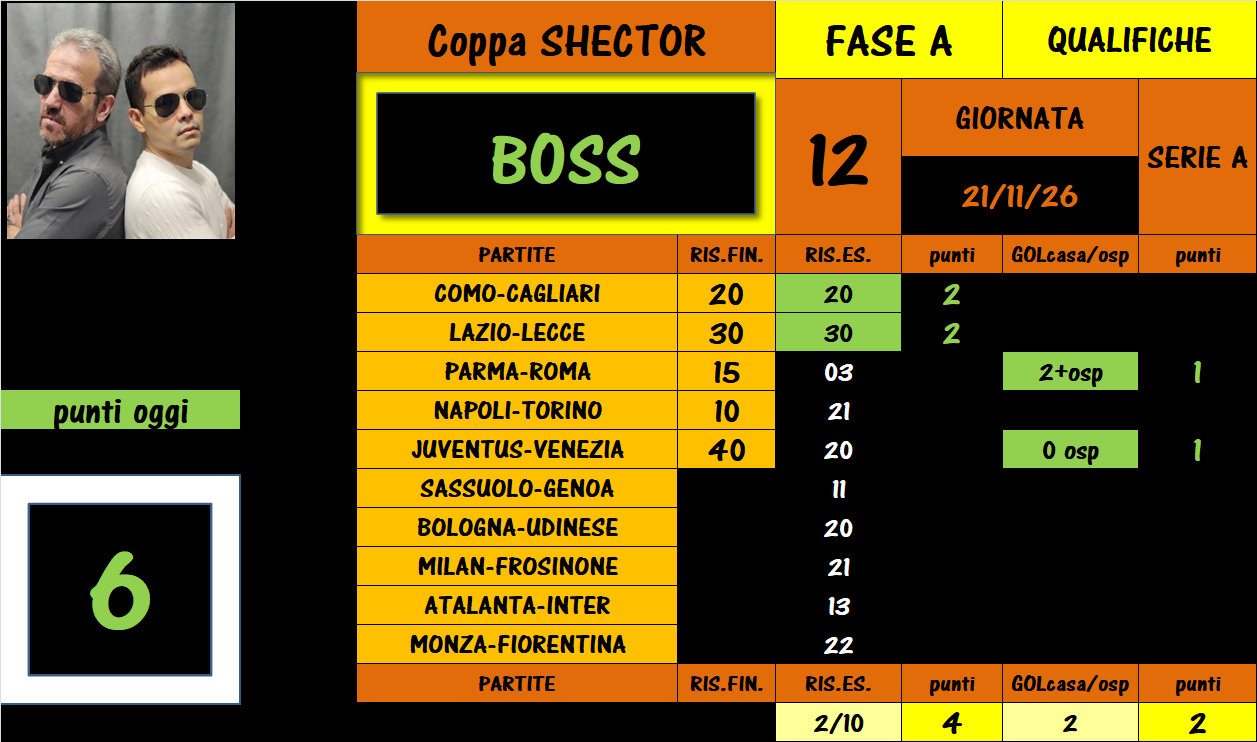 Coppa SHECTOR FASE A QUALIFICHE
BOSS 12 GIORNATA SERIE A
21/11/26
PARTITE RIS.FIN. RIS.ES. punti GOLcasa/osp punti
COMO-CAGLIARI 20 20 2
LAZIO-LECCE 30 30 2
PARMA-ROMA 15 03 2+osp 1
NAPOLI-TORINO 10 21
punti oggi
JUVENTUS-VENEZIA 40 20 0 osp 1
SASSUOLO-GENOA 11
BOLOGNA-UDINESE 20
MILAN-FROSINONE 21
6
ATALANTA-INTER 13
MONZA-FIORENTINA 22
PARTITE RIS.FIN. RIS.ES. punti GOLcasa/osp punti
2/10 4 2 2